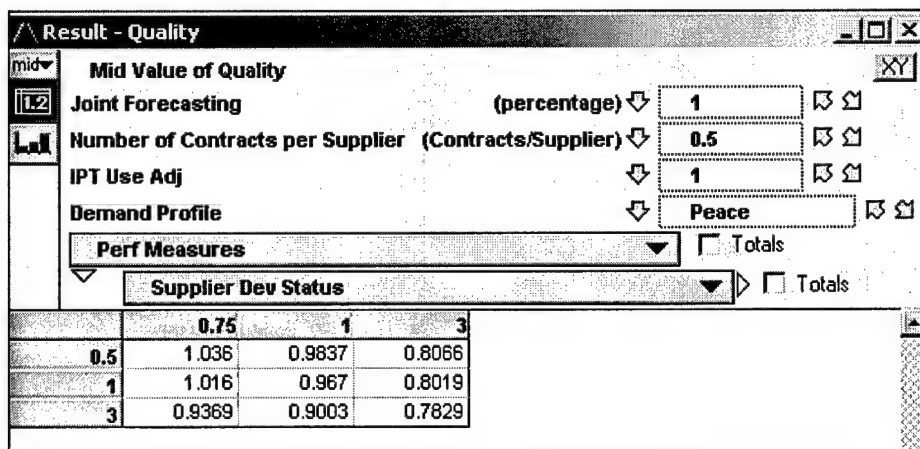 Result - Quality
mid
Mid Value of Quality
XY
1.2
Joint Forecasting (percentage) 1
Number of Contracts per Supplier (Contracts/Supplier) 0.5
IPT Use Adj 1
Demand Profile Peace
Perf Measures Totals
Supplier Dev Status Totals
0.75 1 3
0.5 1.036 0.9837 0.8066
1 1.016 0.967 0.8019
3 0.9369 0.9003 0.7829